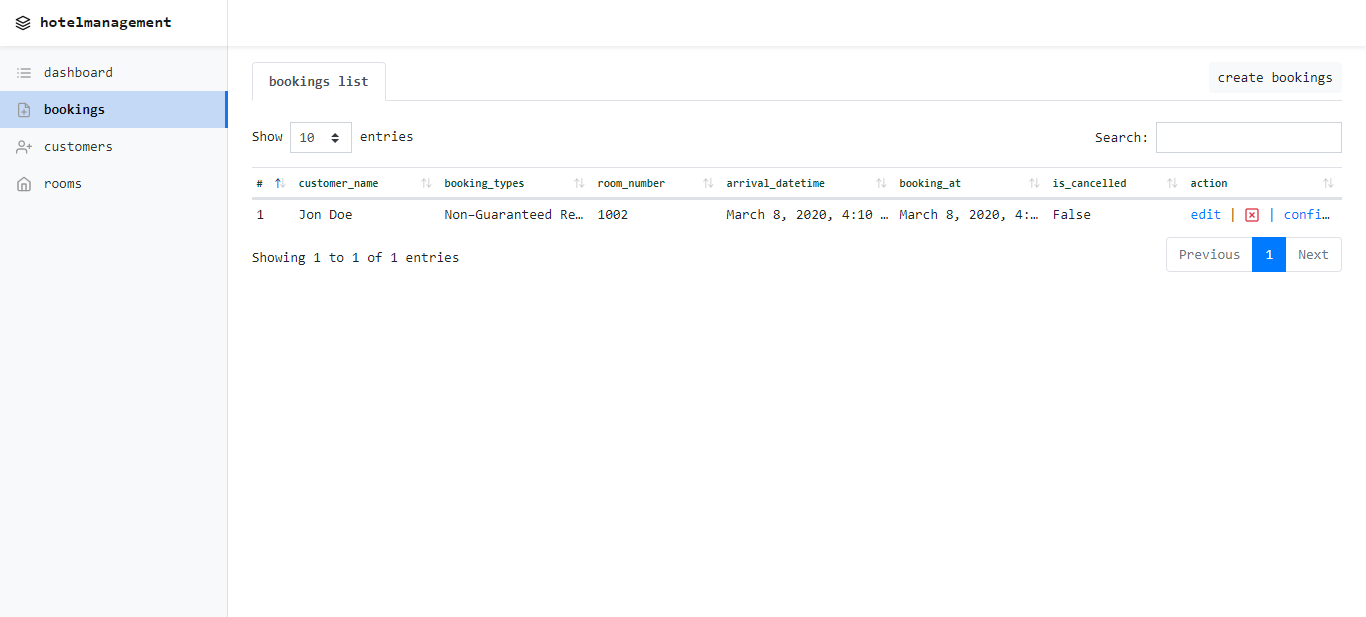 hotelmanagement
dashboard
bookings
customers
rooms
bookings list
create bookings
Show 10 entries
Search:
# customer_name booking_types room_number arrival_datetime booking_at is_cancelled action
1 Jon Doe Non-Guaranteed Re… 1002 March 8, 2020, 4:10 … March 8, 2020, 4:… False edit | | confi…
Showing 1 to 1 of 1 entries
Previous 1 Next